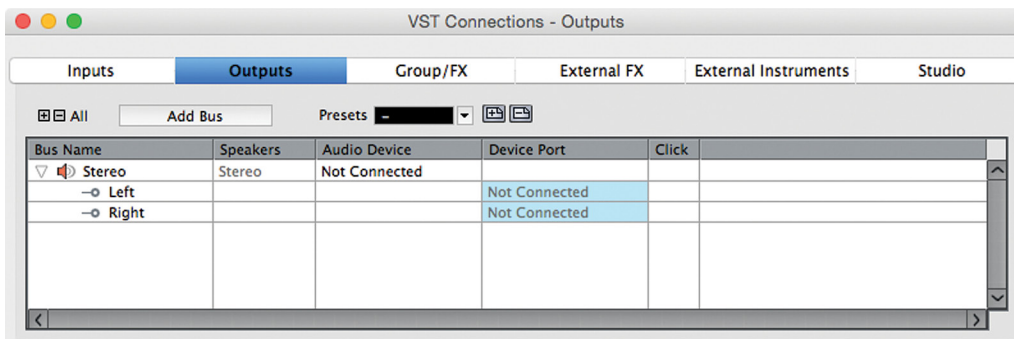 VST Connections - Outputs
Inputs Outputs Group/FX External FX External Instruments Studio
All Add Bus Presets -
Bus Name Speakers Audio Device Device Port Click
Stereo Stereo Not Connected
Left Not Connected
Right Not Connected